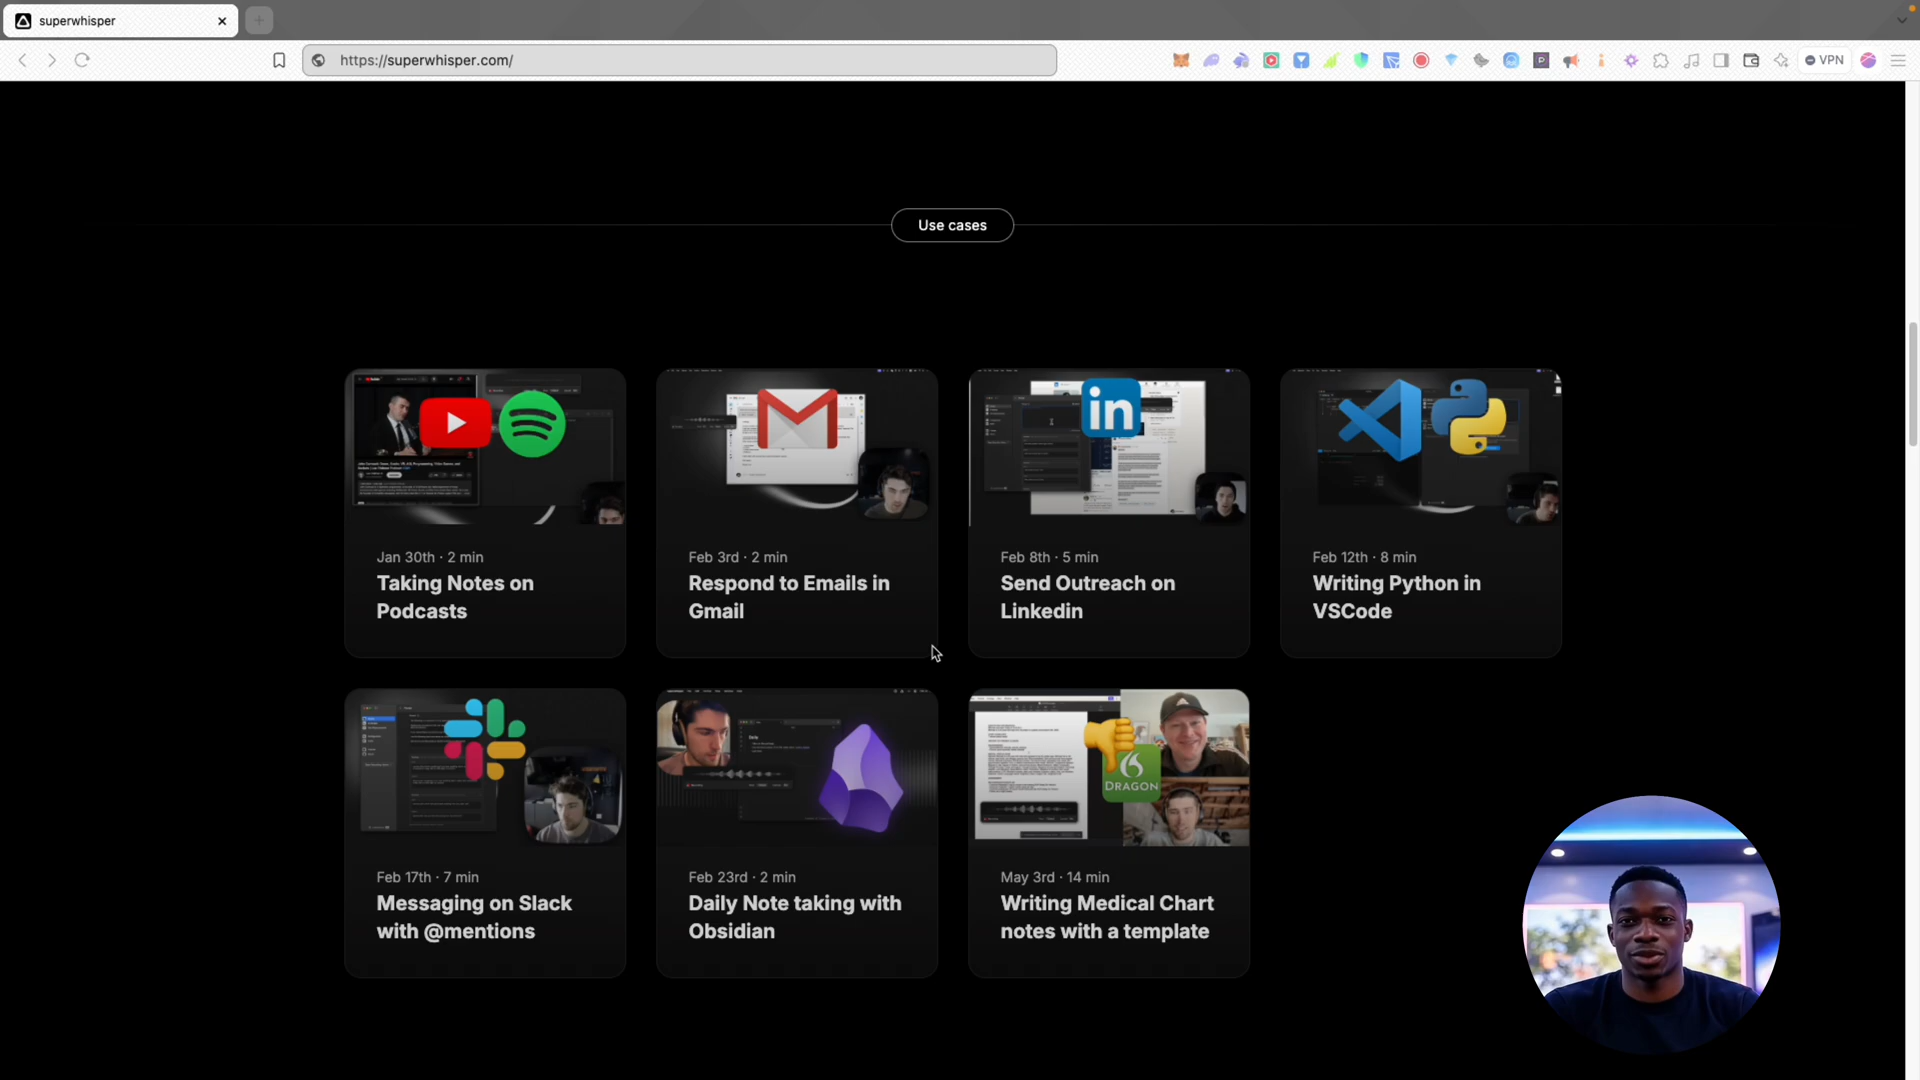 superwhisper
https://superwhisper.com/
VPN
Use cases
Jan 30th · 2 min
Taking Notes on
Podcasts
Feb 3rd · 2 min
Respond to Emails in
Gmail
Feb 8th · 5 min
Send Outreach on
Linkedin
Feb 12th · 8 min
Writing Python in
VSCode
DRAGON
Feb 17th · 7 min
Messaging on Slack
with @mentions
Feb 23rd · 2 min
Daily Note taking with
Obsidian
May 3rd · 14 min
Writing Medical Chart
notes with a template